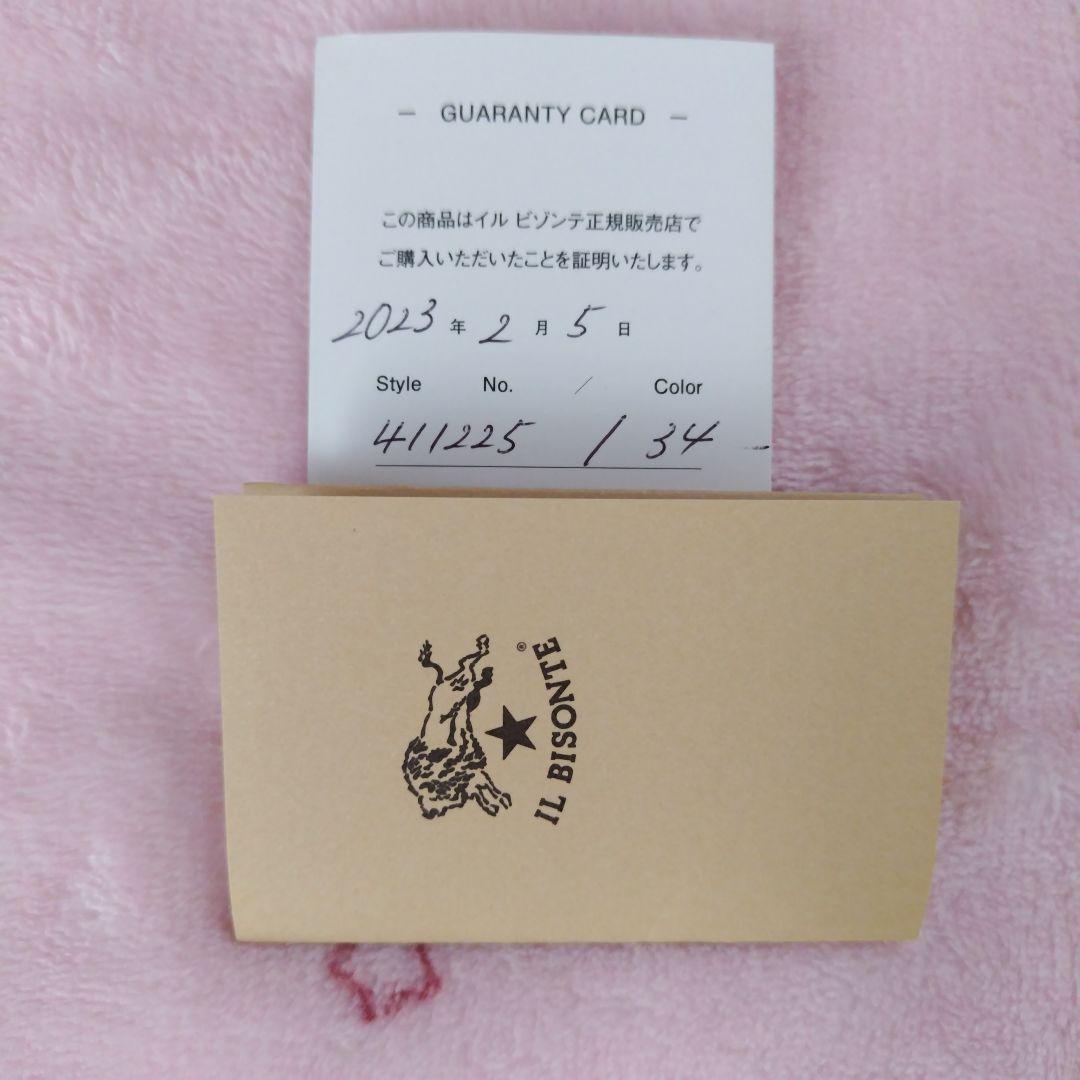 — GUARANTY CARD —
この商品はイル ビゾンテ正規販売店で
ご購入いただいたことを証明いたします。
2023 年 2 月 5 日
Style No. / Color
411225 / 34
IL BISONTE
®